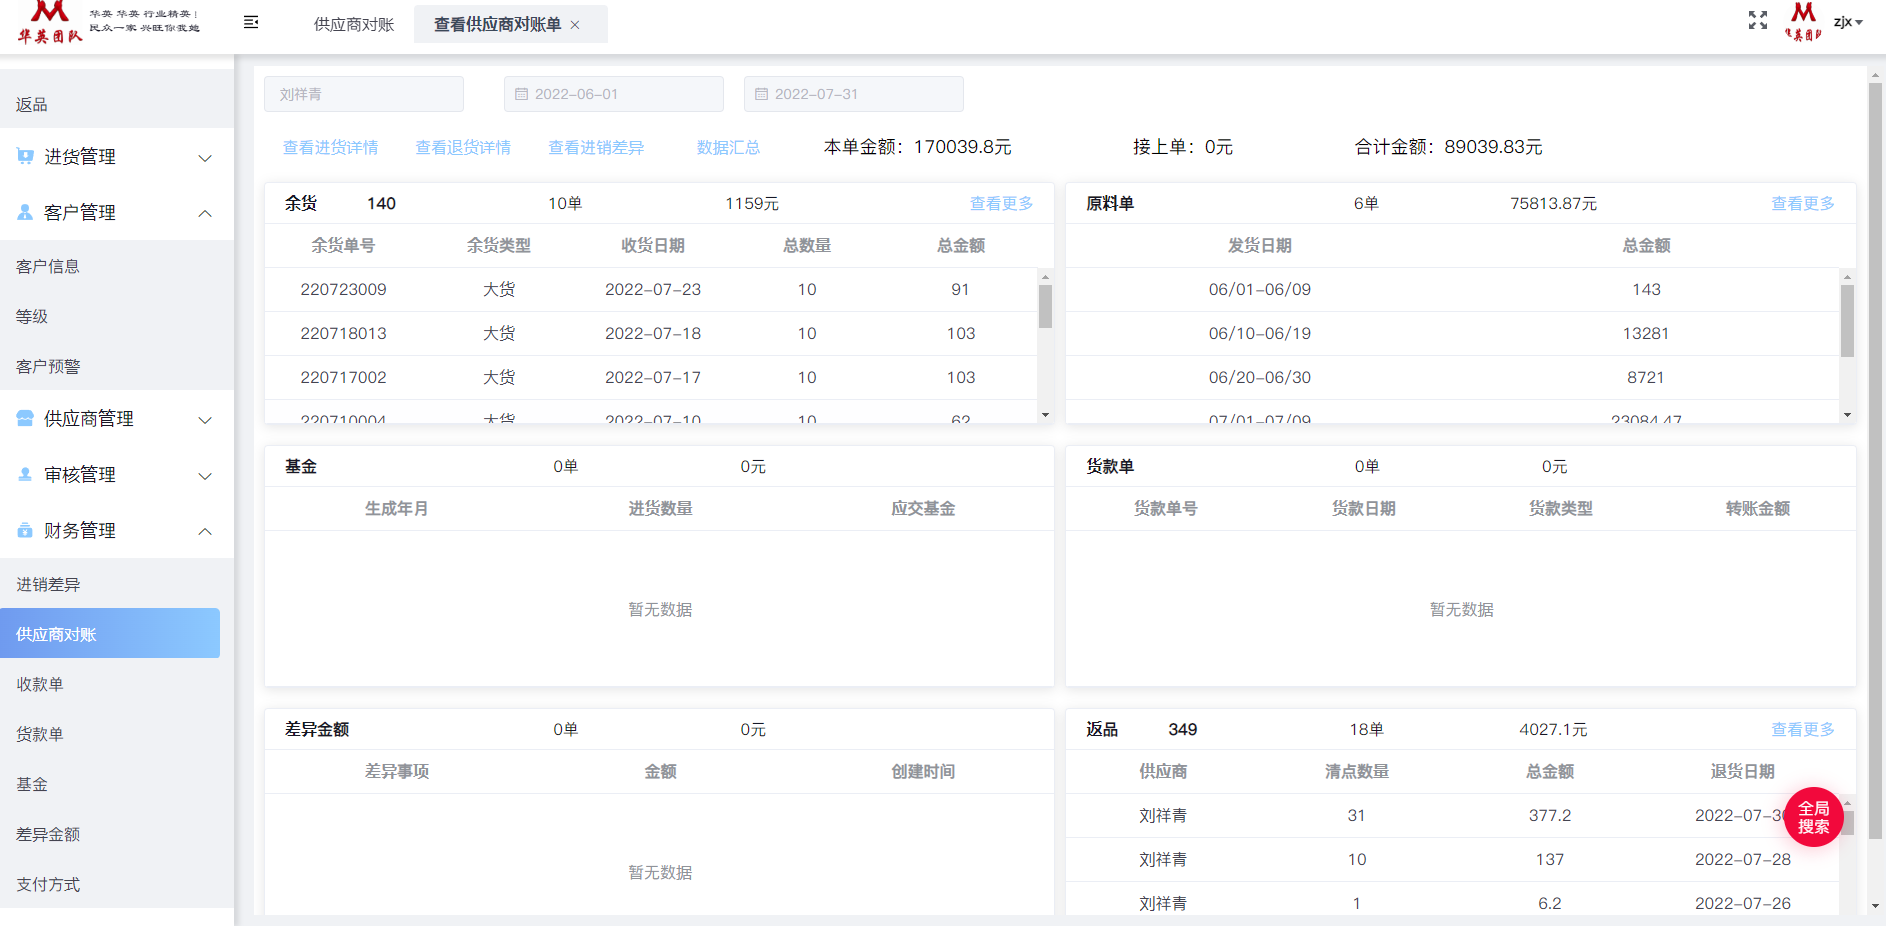 华英 华英 行业精英 |
民众一家 兴旺你我她
华英团队
供应商对账
查看供应商对账单
华英团队
zjx
返品
进货管理
客户管理
客户信息
等级
客户预警
供应商管理
审核管理
财务管理
进销差异
供应商对账
收款单
货款单
基金
差异金额
支付方式
刘祥青 2022-06-01 2022-07-31
查看进货详情 查看退货详情 查看进销差异 数据汇总 本单金额：170039.8元 接上单：0元 合计金额：89039.83元
余货 140 10单 1159元 查看更多
余货单号 余货类型 收货日期 总数量 总金额
220723009 大货 2022-07-23 10 91
220718013 大货 2022-07-18 10 103
220717002 大货 2022-07-17 10 103
220710004 大货 2022-07-10 10 62
原料单 6单 75813.87元 查看更多
发货日期 总金额
06/01-06/09 143
06/10-06/19 13281
06/20-06/30 8721
07/01-07/09 23084.47
基金 0单 0元
生成年月 进货数量 应交基金
暂无数据
货款单 0单 0元
货款单号 货款日期 货款类型 转账金额
暂无数据
差异金额 0单 0元
差异事项 金额 创建时间
暂无数据
返品 349 18单 4027.1元 查看更多
供应商 清点数量 总金额 退货日期
刘祥青 31 377.2 2022-07-30
刘祥青 10 137 2022-07-28
刘祥青 1 6.2 2022-07-26
全局
搜索